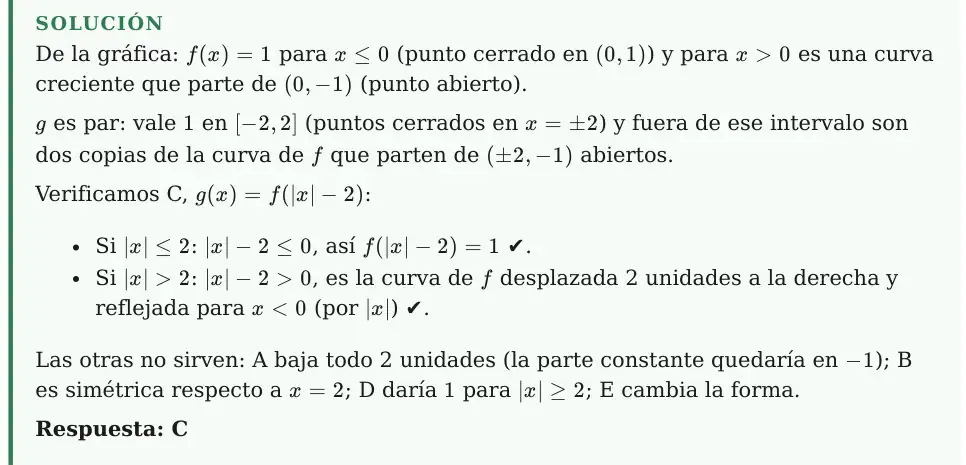 SOLUCIÓN
De la gráfica: f(x) = 1 para x ≤ 0 (punto cerrado en (0, 1)) y para x > 0 es una curva
creciente que parte de (0, −1) (punto abierto).
g es par: vale 1 en [−2, 2] (puntos cerrados en x = ±2) y fuera de ese intervalo son
dos copias de la curva de f que parten de (±2, −1) abiertos.
Verificamos C, g(x) = f(|x| − 2):
• Si |x| ≤ 2: |x| − 2 ≤ 0, así f(|x| − 2) = 1 ✔.
• Si |x| > 2: |x| − 2 > 0, es la curva de f desplazada 2 unidades a la derecha y
reflejada para x < 0 (por |x|) ✔.
Las otras no sirven: A baja todo 2 unidades (la parte constante quedaría en −1); B
es simétrica respecto a x = 2; D daría 1 para |x| ≥ 2; E cambia la forma.
Respuesta: C